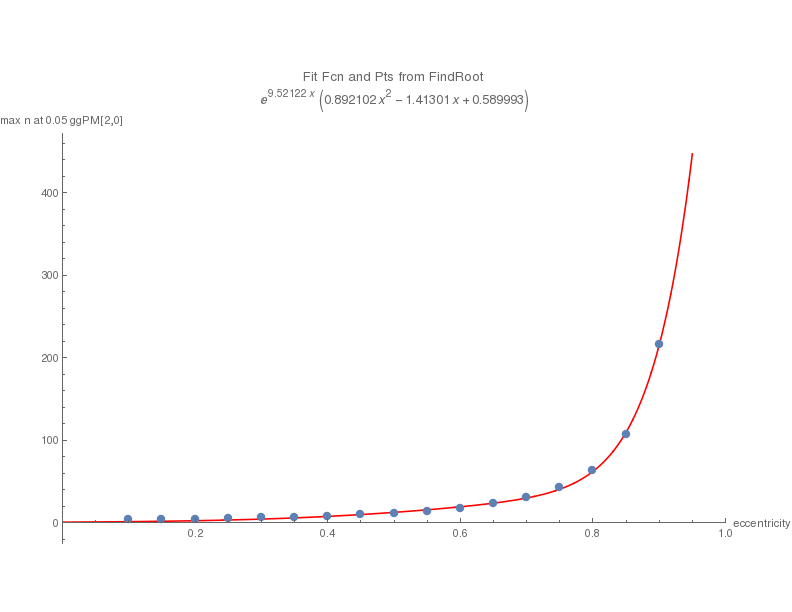 Fit Fcn and Pts from FindRoot
e^9.52122 x (0.892102 x^2 − 1.41301 x + 0.589993)
max n at 0.05 ggPM[2,0]
400
300
200
100
0
0.2 0.4 0.6 0.8 1.0
eccentricity